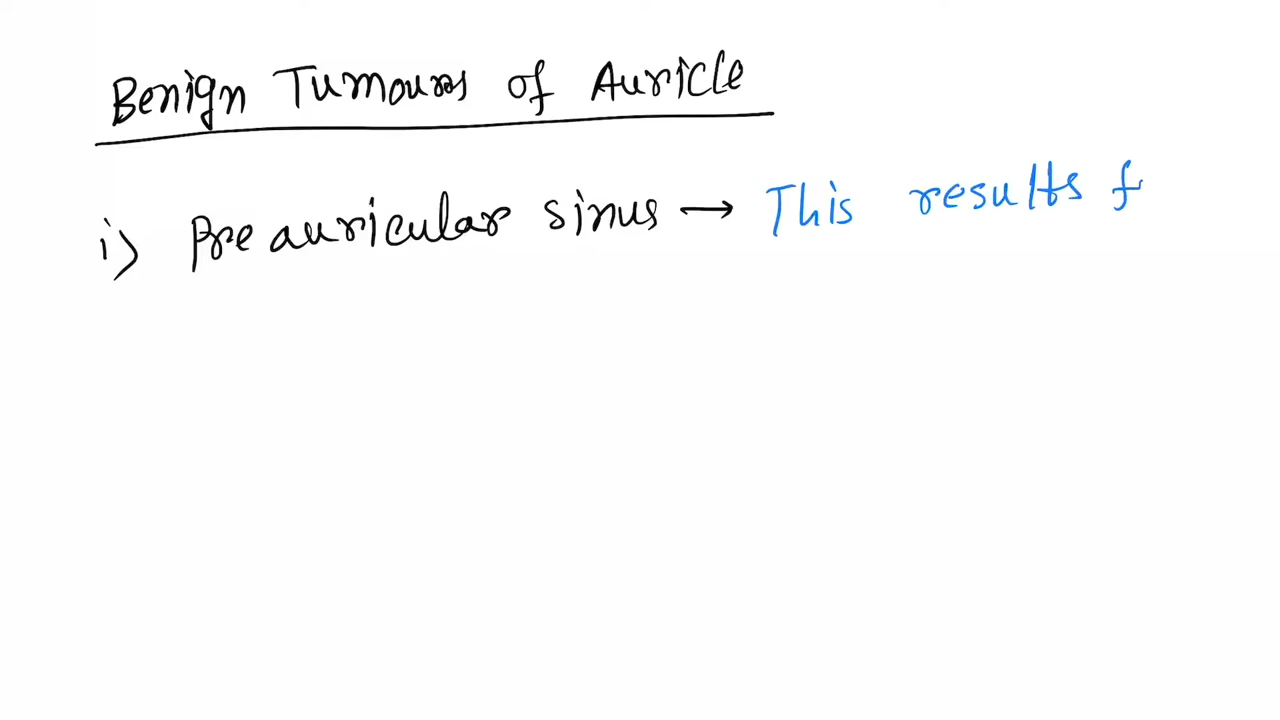 Benign Tumours of Auricle
i) Preauricular sinus → This results f